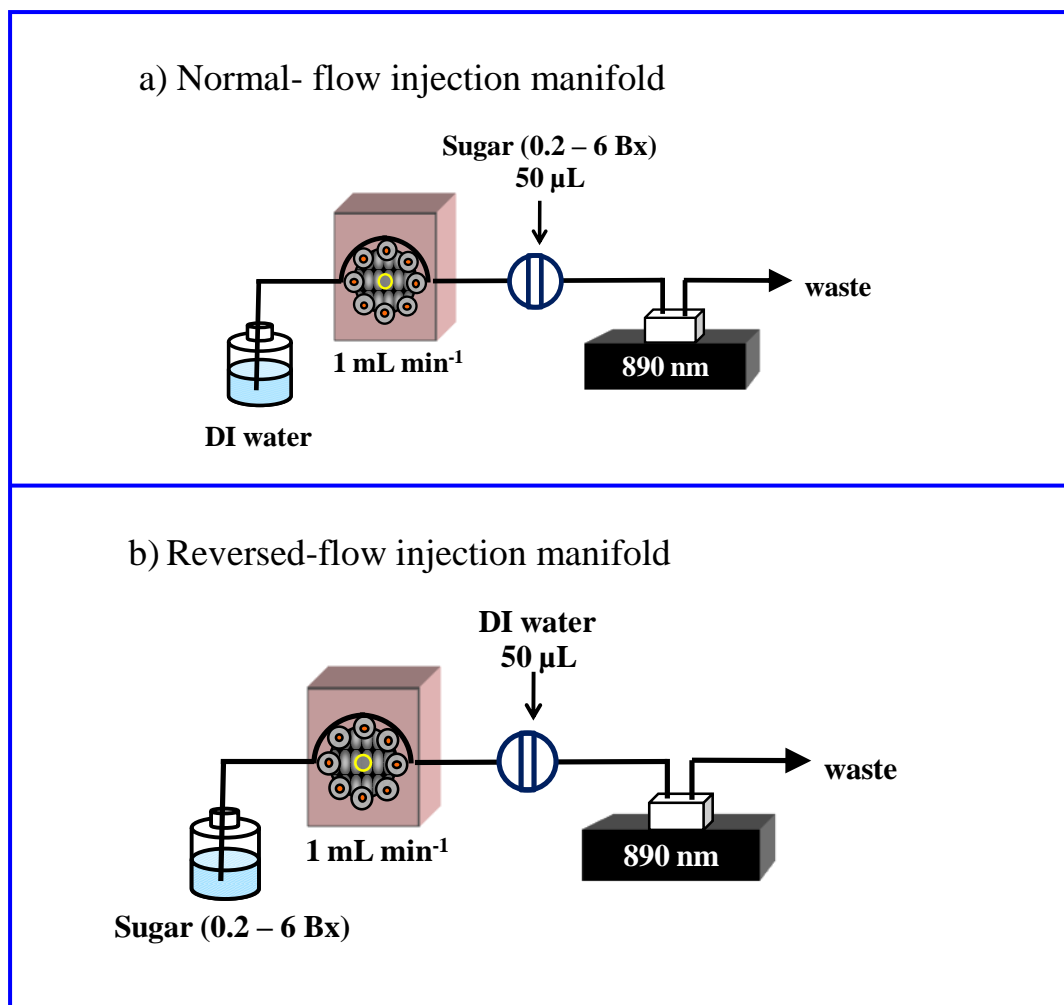 a) Normal- flow injection manifold
Sugar (0.2 – 6 Bx)
50 µL
waste
1 mL min-1
890 nm
DI water
b) Reversed-flow injection manifold
DI water
50 µL
waste
1 mL min-1
890 nm
Sugar (0.2 – 6 Bx)